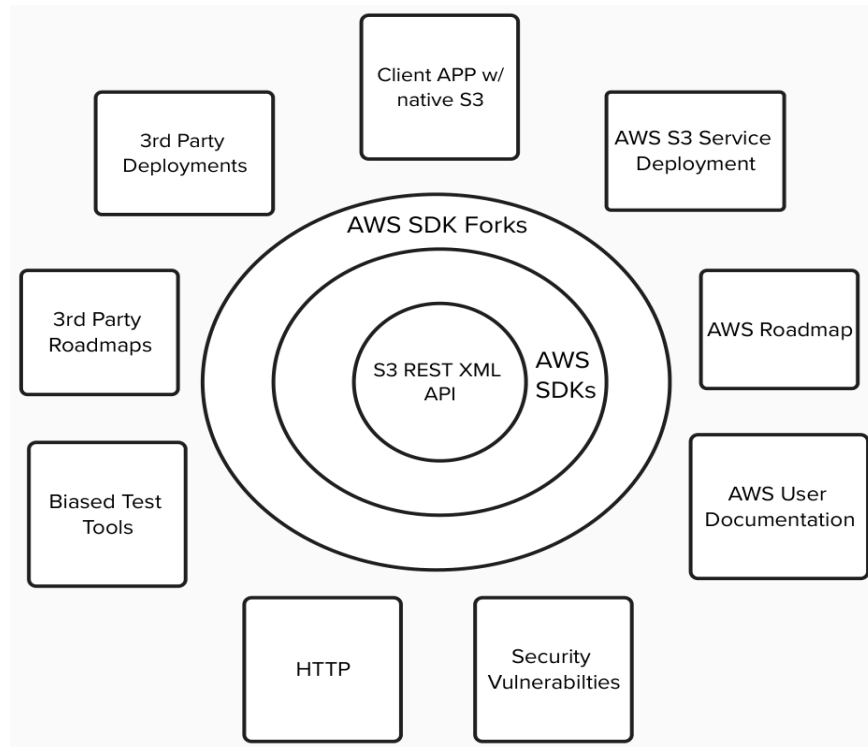 Client APP w/
native S3
3rd Party
Deployments
AWS S3 Service
Deployment
AWS SDK Forks
3rd Party
Roadmaps
AWS Roadmap
S3 REST XML
API
AWS
SDKs
Biased Test
Tools
AWS User
Documentation
HTTP
Security
Vulnerabilties